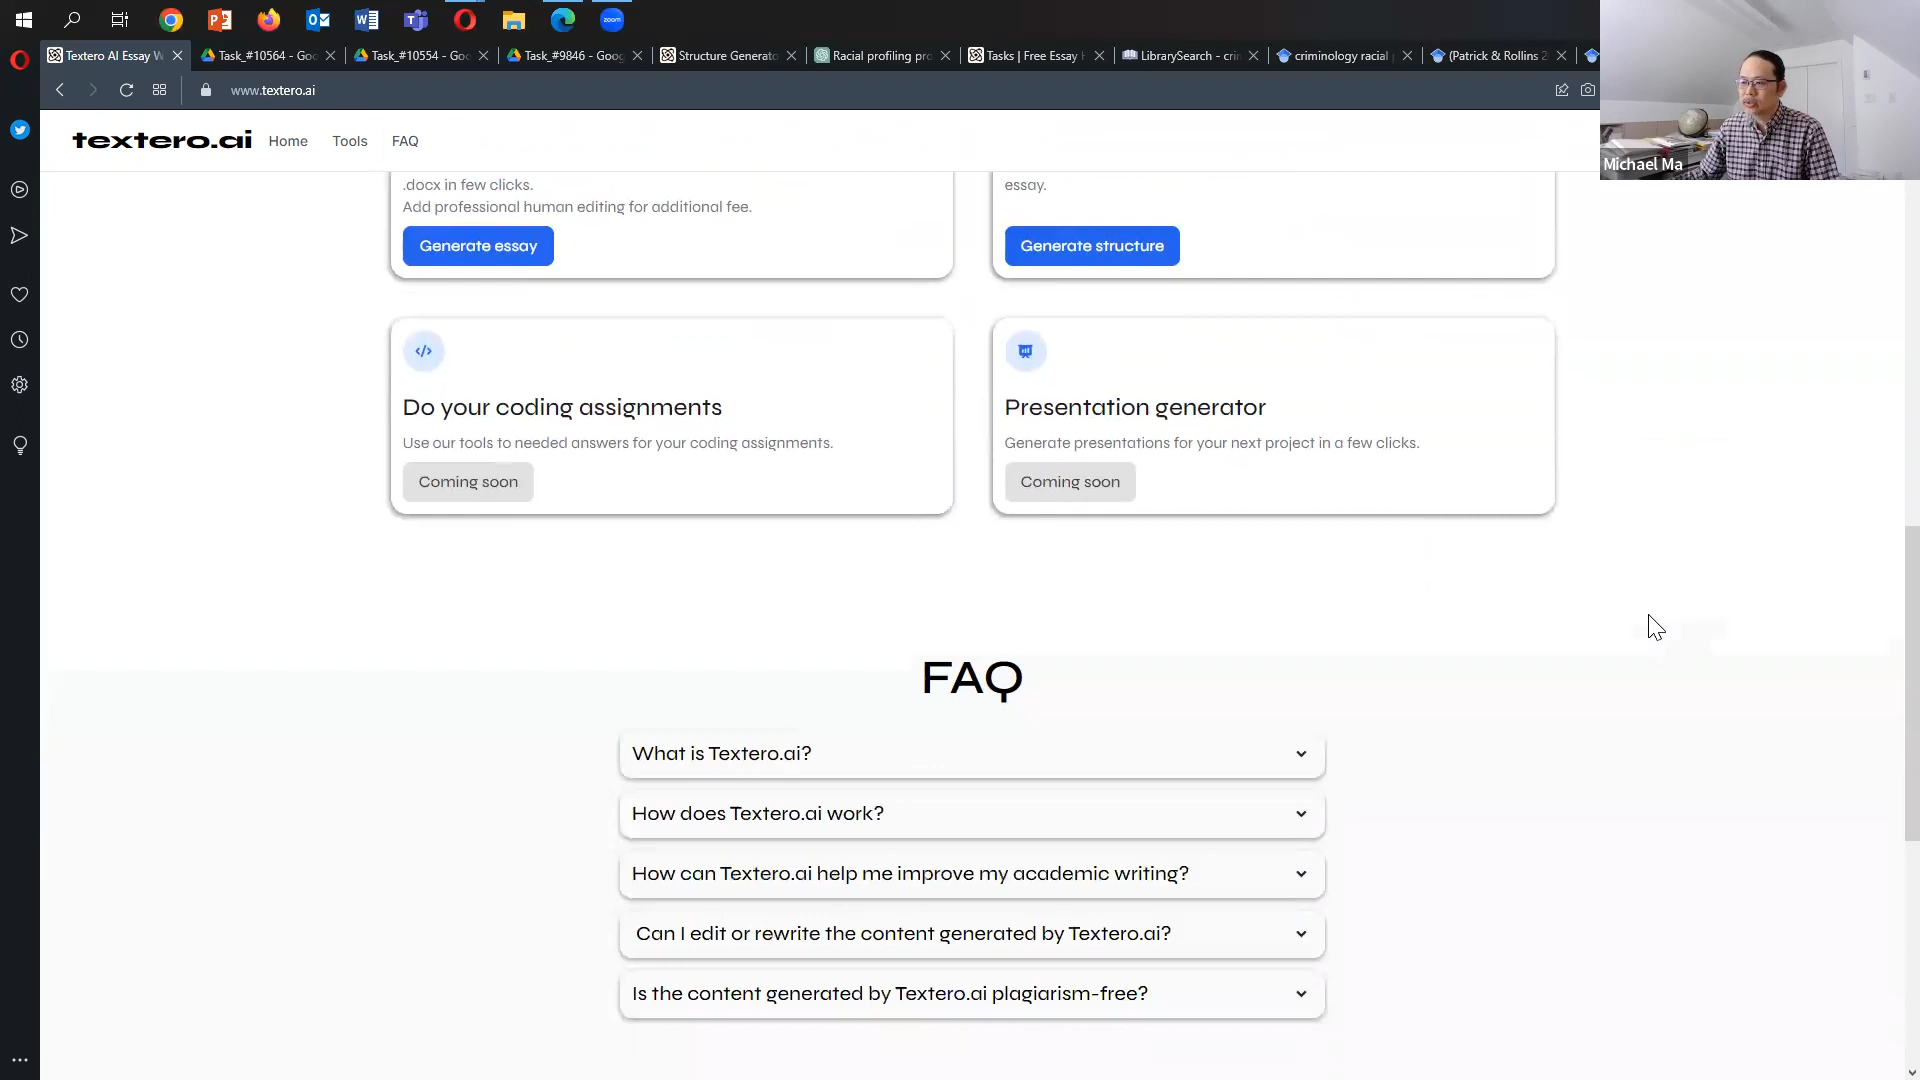 zoom
Textero AI Essay W
Task_#10564 - Goo
Task_#10554 - Goo
Task_#9846 - Goog
Structure Generato
Racial profiling pro
Tasks | Free Essay H
LibrarySearch - crim
criminology racial p
(Patrick & Rollins 2
www.textero.ai
textero.ai
Home
Tools
FAQ
Michael Ma
.docx in few clicks.
Add professional human editing for additional fee.
Generate essay
essay.
Generate structure
Do your coding assignments
Use our tools to needed answers for your coding assignments.
Coming soon
Presentation generator
Generate presentations for your next project in a few clicks.
Coming soon
FAQ
What is Textero.ai?
How does Textero.ai work?
How can Textero.ai help me improve my academic writing?
Can I edit or rewrite the content generated by Textero.ai?
Is the content generated by Textero.ai plagiarism-free?